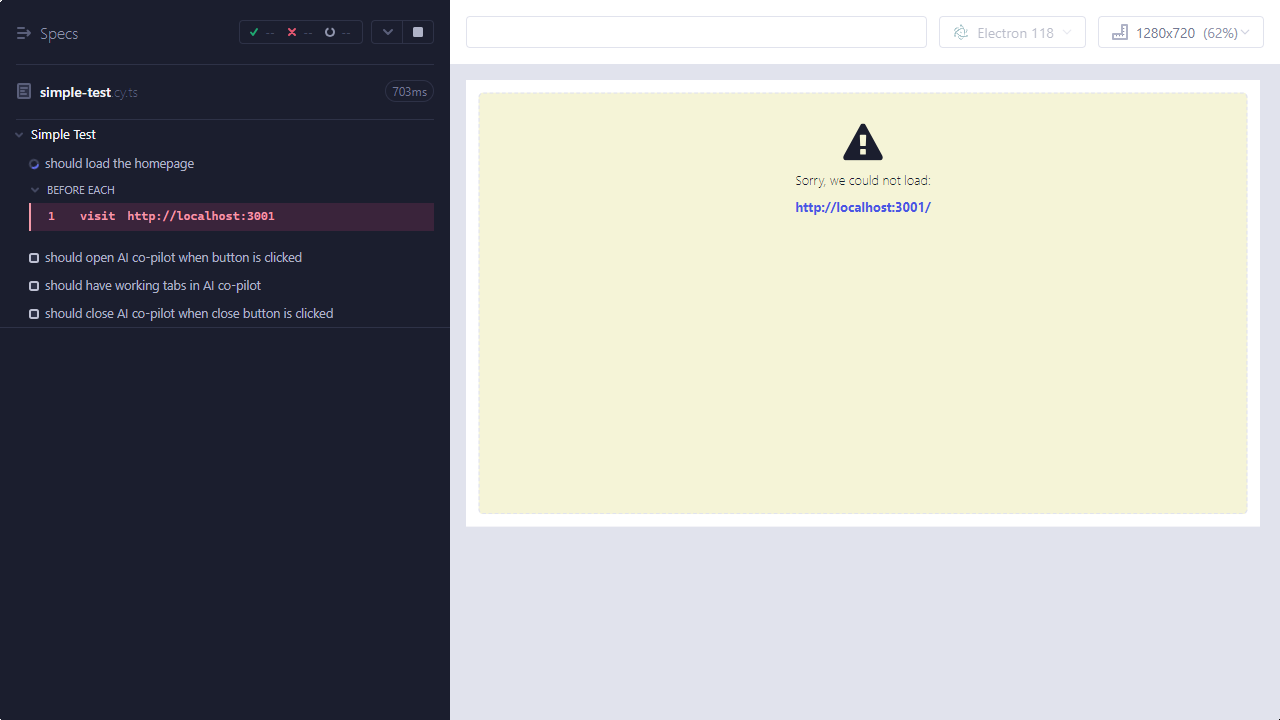 Specs
-- -- --
simple-test.cy.ts 703ms
Simple Test
should load the homepage
BEFORE EACH
1 visit http://localhost:3001
should open AI co-pilot when button is clicked
should have working tabs in AI co-pilot
should close AI co-pilot when close button is clicked
Electron 118
1280x720 (62%)
Sorry, we could not load:
http://localhost:3001/